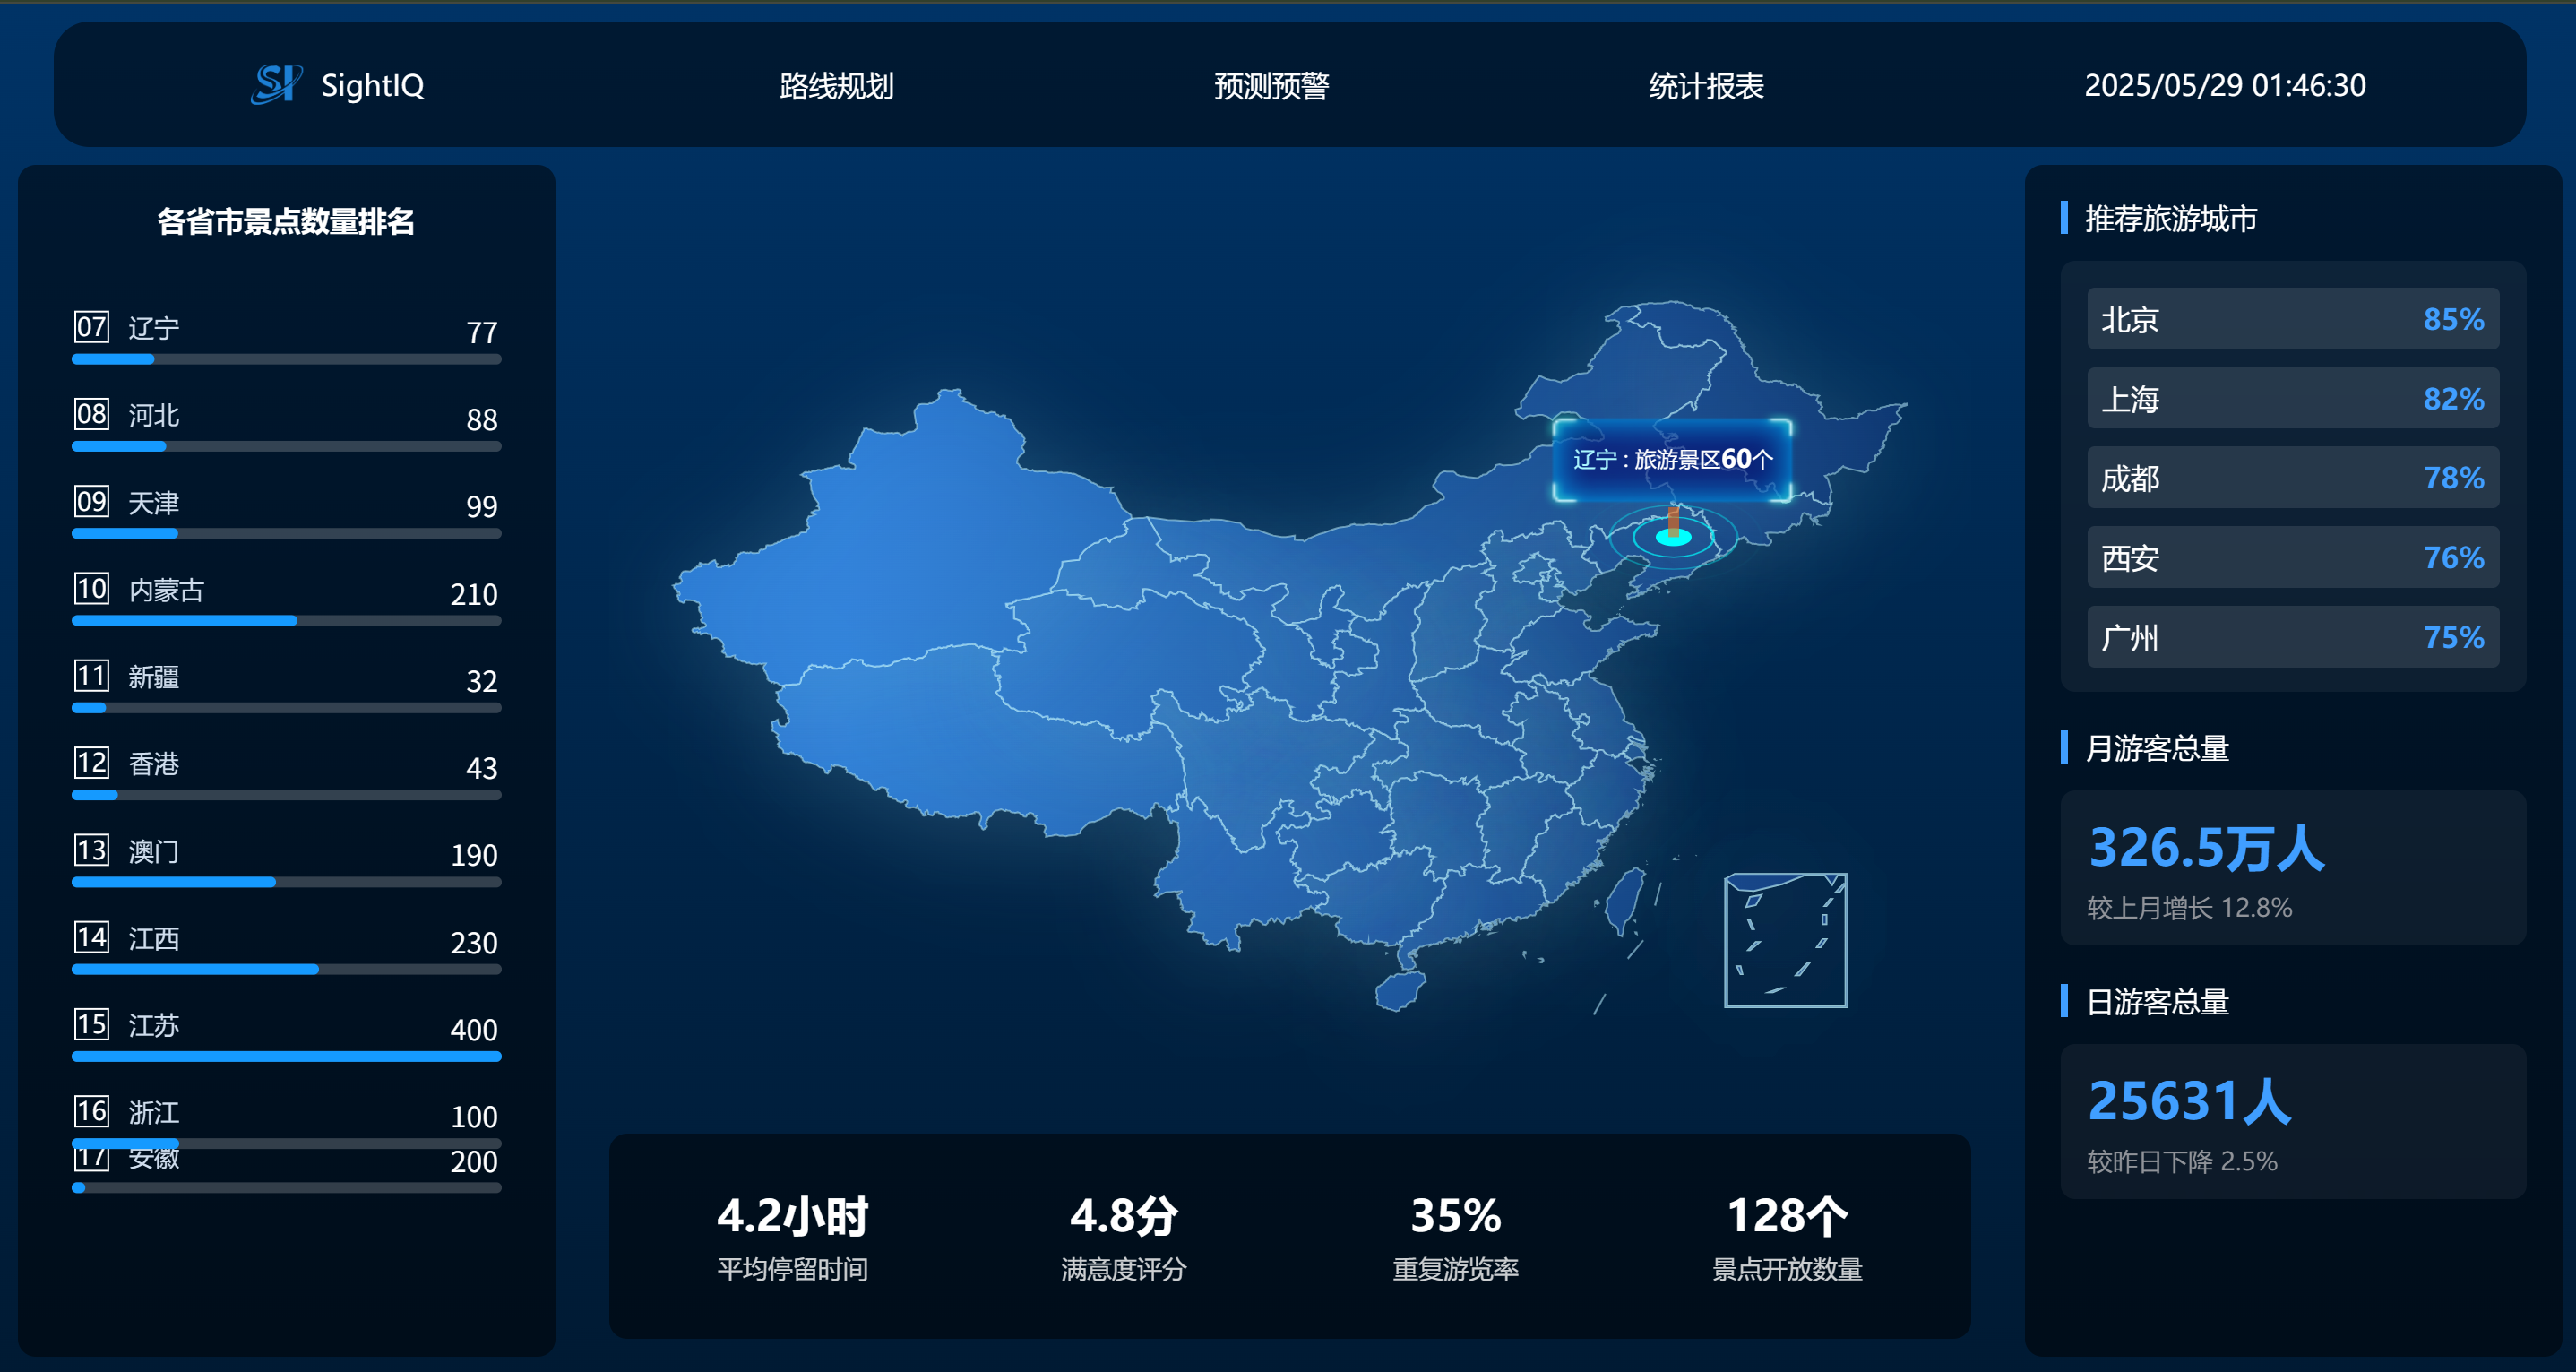 SI SightIQ
路线规划
预测预警
统计报表
2025/05/29 01:46:30
各省市景点数量排名
07 辽宁 77
08 河北 88
09 天津 99
10 内蒙古 210
11 新疆 32
12 香港 43
13 澳门 190
14 江西 230
15 江苏 400
16 浙江 100
17 安徽 200
辽宁 : 旅游景区60个
4.2小时
平均停留时间
4.8分
满意度评分
35%
重复游览率
128个
景点开放数量
推荐旅游城市
北京 85%
上海 82%
成都 78%
西安 76%
广州 75%
月游客总量
326.5万人
较上月增长 12.8%
日游客总量
25631人
较昨日下降 2.5%